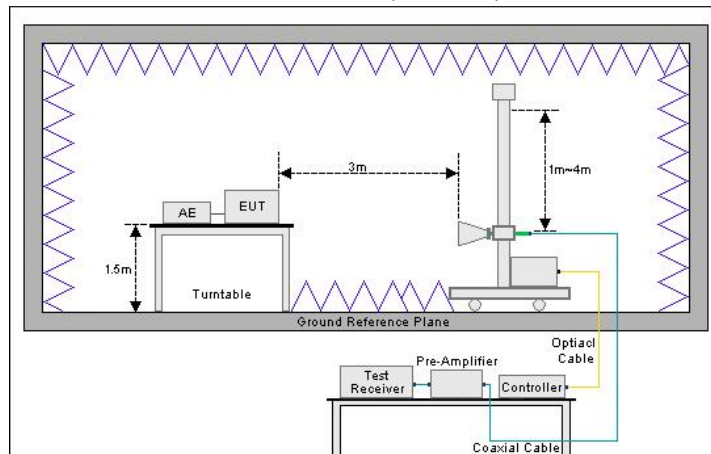 3m
1m~4m
AE
EUT
1.5m
Turntable
Ground Reference Plane
Optiacl
Cable
Pre-Amplifier
Test
Receiver
Controller
Coaxial Cable